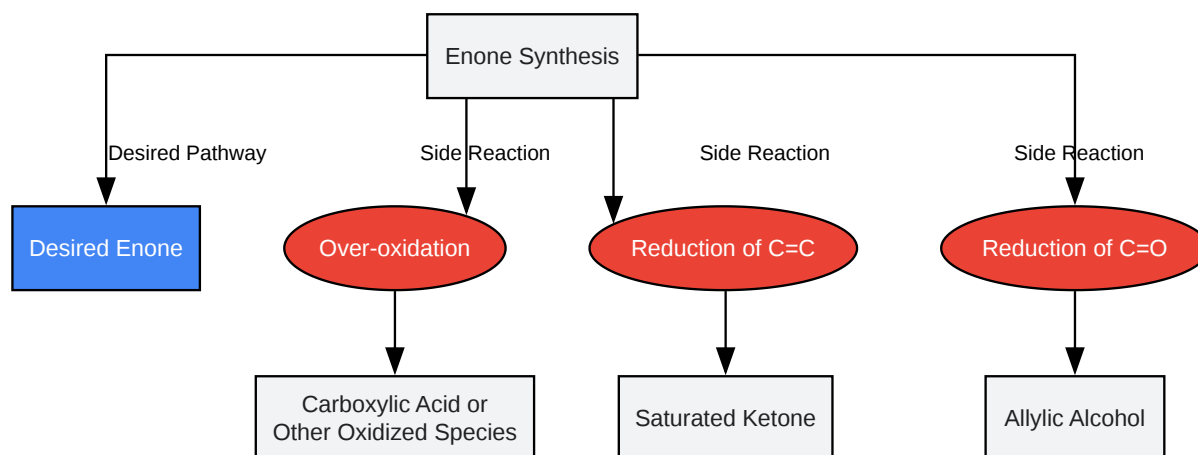 Enone Synthesis
Desired Pathway
Side Reaction
Side Reaction
Side Reaction
Desired Enone
Over-oxidation
Reduction of C=C
Reduction of C=O
Carboxylic Acid or
Other Oxidized Species
Saturated Ketone
Allylic Alcohol